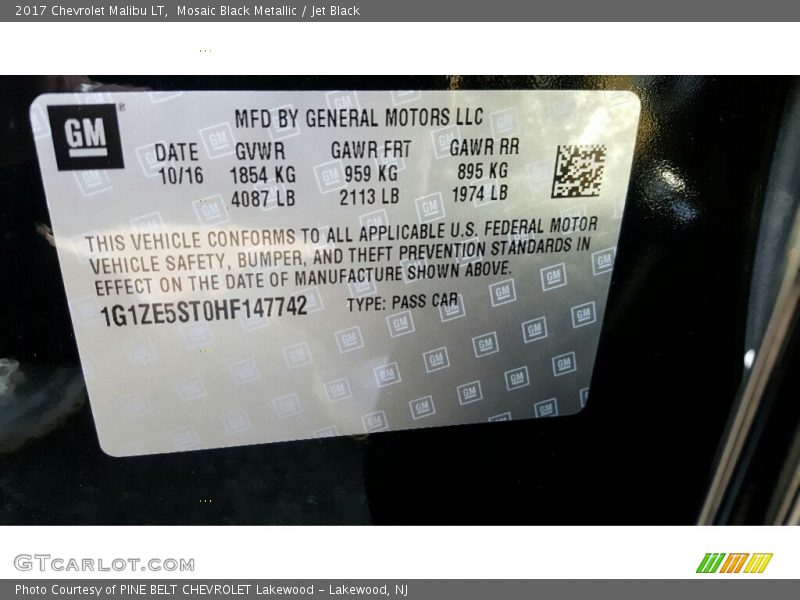 2017 Chevrolet Malibu LT, Mosaic Black Metallic / Jet Black
GM ®
MFD BY GENERAL MOTORS LLC
DATE GVWR GAWR FRT GAWR RR
10/16 1854 KG 959 KG 895 KG
4087 LB 2113 LB 1974 LB
THIS VEHICLE CONFORMS TO ALL APPLICABLE U.S. FEDERAL MOTOR
VEHICLE SAFETY, BUMPER, AND THEFT PREVENTION STANDARDS IN
EFFECT ON THE DATE OF MANUFACTURE SHOWN ABOVE.
1G1ZE5ST0HF147742 TYPE: PASS CAR
GTcarlot.com
Photo Courtesy of PINE BELT CHEVROLET Lakewood - Lakewood, NJ